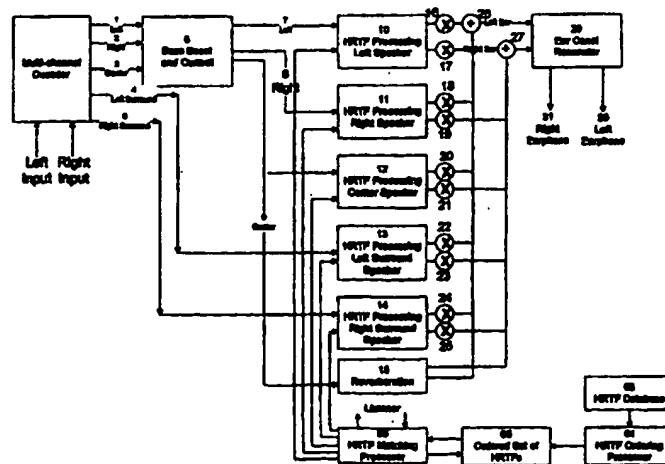 1
Left
2
Right
3
Center
4
Left Surround
5
Right Surround
Multi-channel
Decoder
Left
Input
Right
Input
6
Bass Boost
and Control
7
Left
8
Right
Center
10
HRTF Processing
Left Speaker
11
HRTF Processing
Right Speaker
12
HRTF Processing
Center Speaker
13
HRTF Processing
Left Surround
Speaker
14
HRTF Processing
Right Surround
Speaker
15
Reverberation
16
17
18
19
20
21
22
23
24
25
Left Ear
Right Ear
27
Ear Canal
Resonator
31
Right
Earphone
Left
Earphone
Listener
HRTF Matching
Processor
Ordered Set of
HRTFs
HRTF Database
HRTF Ordering
Processor